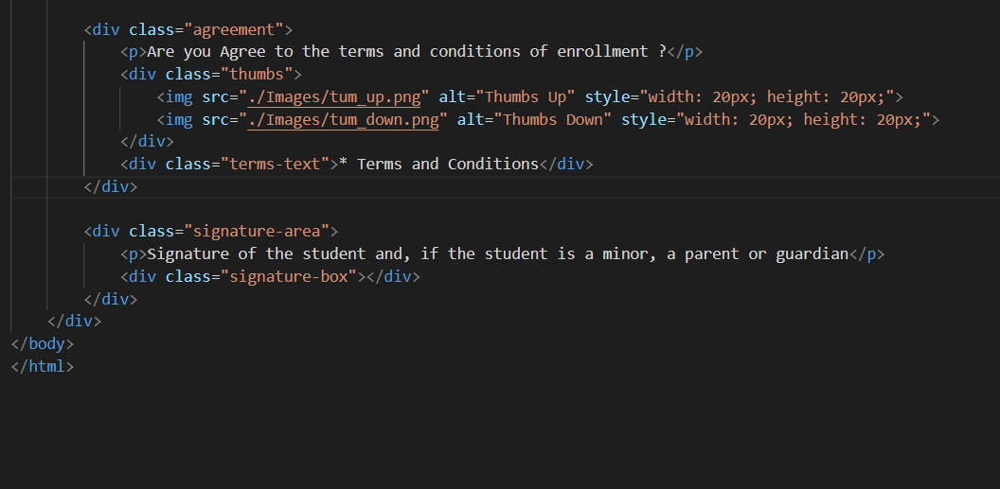 <div class="agreement">
<p>Are you Agree to the terms and conditions of enrollment ?</p>
<div class="thumbs">
<img src="./Images/tum_up.png" alt="Thumbs Up" style="width: 20px; height: 20px;">
<img src="./Images/tum_down.png" alt="Thumbs Down" style="width: 20px; height: 20px;">
</div>
<div class="terms-text">* Terms and Conditions</div>
</div>
<div class="signature-area">
<p>Signature of the student and, if the student is a minor, a parent or guardian</p>
<div class="signature-box"></div>
</div>
</div>
</body>
</html>